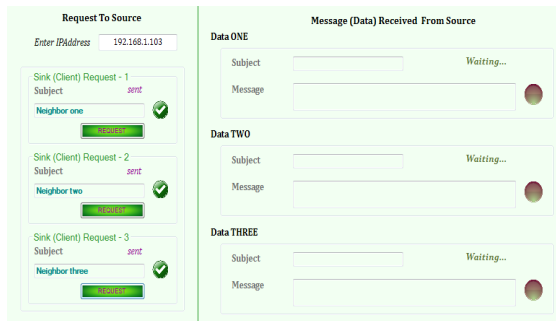 Request To Source
Enter IPAddress 192.168.1.103
Sink (Client) Request - 1
Subject sent
Neighbor one
REQUEST
Sink (Client) Request - 2
Subject sent
Neighbor two
REQUEST
Sink (Client) Request - 3
Subject sent
Neighbor three
REQUEST
Message (Data) Received From Source
Data ONE
Subject Waiting...
Message
Data TWO
Subject Waiting...
Message
Data THREE
Subject Waiting...
Message